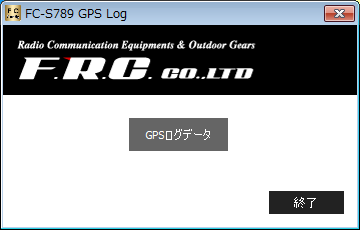 FC-S789 GPS Log
Radio Communication Equipments & Outdoor Gears
F.R.C. CO.,LTD
GPSログデータ
終了